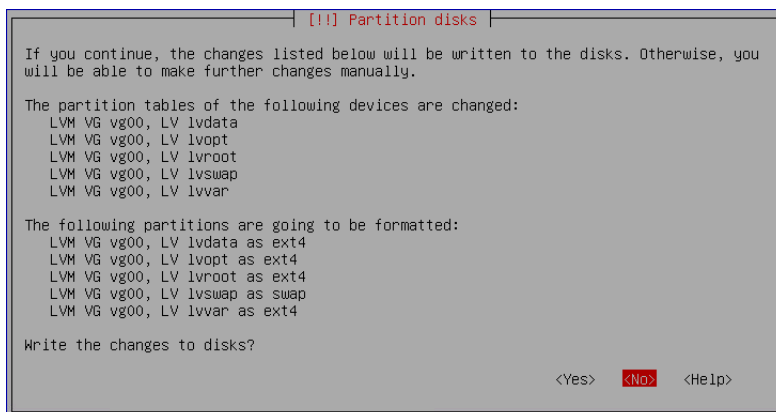 [!!] Partition disks
If you continue, the changes listed below will be written to the disks. Otherwise, you
will be able to make further changes manually.
The partition tables of the following devices are changed:
LVM VG vg00, LV lvdata
LVM VG vg00, LV lvopt
LVM VG vg00, LV lvroot
LVM VG vg00, LV lvswap
LVM VG vg00, LV lvvar
The following partitions are going to be formatted:
LVM VG vg00, LV lvdata as ext4
LVM VG vg00, LV lvopt as ext4
LVM VG vg00, LV lvroot as ext4
LVM VG vg00, LV lvswap as swap
LVM VG vg00, LV lvvar as ext4
Write the changes to disks?
<Yes> <No> <Help>